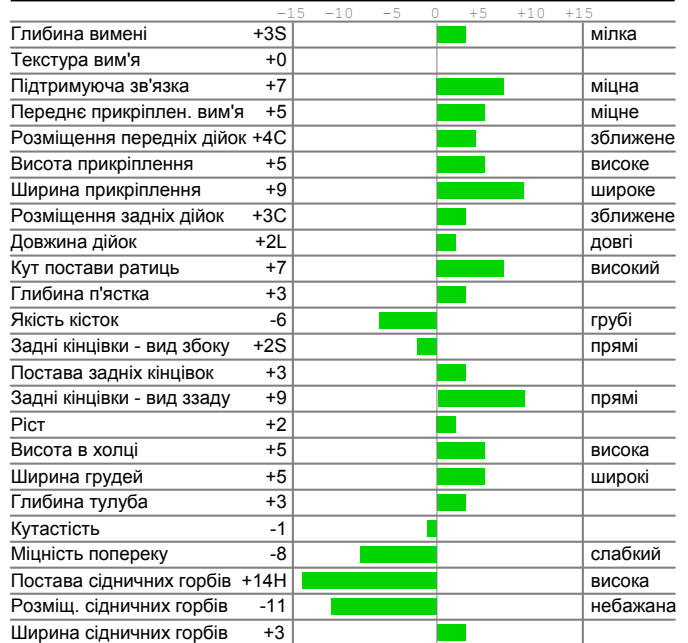 -15 -10 -5 0 +5 +10 +15
Глибина вимені +3S мілка
Текстура вим'я +0
Підтримуюча зв'язка +7 міцна
Переднє прикріплен. вим'я +5 міцне
Розміщення передніх дійок +4C зближене
Висота прикріплення +5 високе
Ширина прикріплення +9 широке
Розміщення задніх дійок +3C зближене
Довжина дійок +2L довгі
Кут постави ратиць +7 високий
Глибина п'ястка +3
Якість кісток -6 грубі
Задні кінцівки - вид збоку +2S прямі
Постава задніх кінцівок +3
Задні кінцівки - вид ззаду +9 прямі
Ріст +2
Висота в холці +5 висока
Ширина грудей +5 широкі
Глибина тулуба +3
Кутастість -1
Міцність попереку -8 слабкий
Постава сідничних горбів +14H висока
Розміщ. сідничних горбів -11 небажана
Ширина сідничних горбів +3